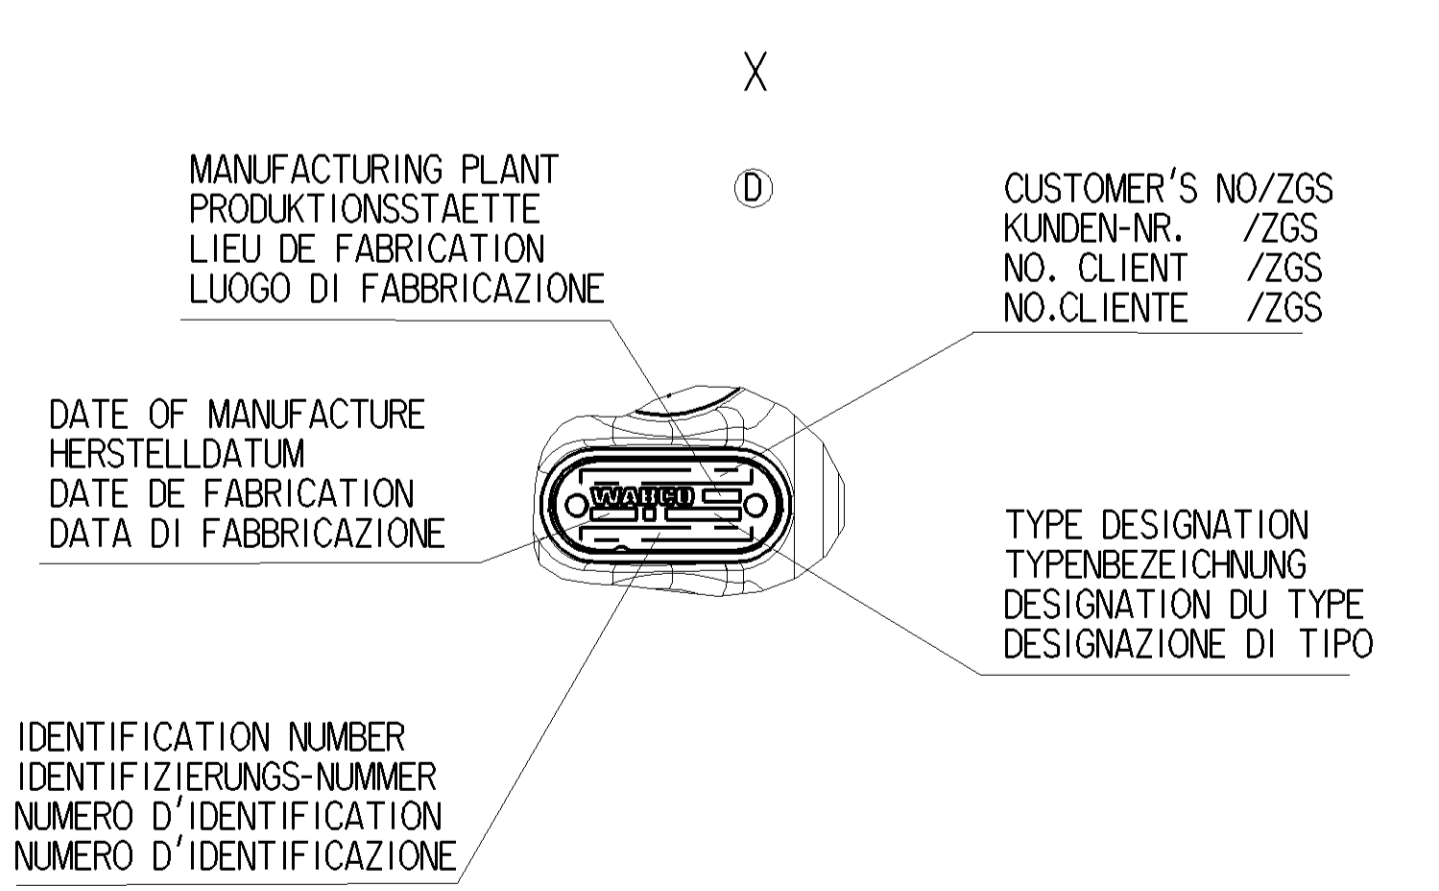 X
D
MANUFACTURING PLANT
PRODUKTIONSSTAETTE
LIEU DE FABRICATION
LUOGO DI FABBRICAZIONE
CUSTOMER'S NO/ZGS
KUNDEN-NR. /ZGS
NO. CLIENT /ZGS
NO.CLIENTE /ZGS
DATE OF MANUFACTURE
HERSTELLDATUM
DATE DE FABRICATION
DATA DI FABBRICAZIONE
WABCO
TYPE DESIGNATION
TYPENBEZEICHNUNG
DESIGNATION DU TYPE
DESIGNAZIONE DI TIPO
IDENTIFICATION NUMBER
IDENTIFIZIERUNGS-NUMMER
NUMERO D'IDENTIFICATION
NUMERO D'IDENTIFICAZIONE